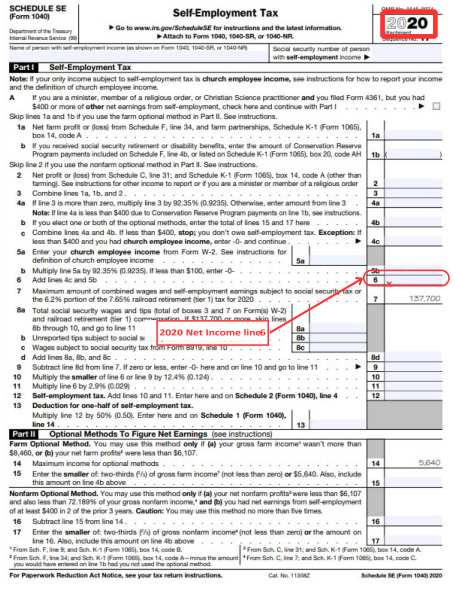 SCHEDULE SE
(Form 1040)
Department of the Treasury
Internal Revenue Service (99)
Self-Employment Tax
▶ Go to www.irs.gov/ScheduleSE for instructions and the latest information.
▶ Attach to Form 1040, 1040-SR, or 1040-NR.
2020
Attachment
Sequence No. 17
Name of person with self-employment income (as shown on Form 1040, 1040-SR, or 1040-NR)
Social security number of person
with self-employment income ▶
Part I Self-Employment Tax
Note: If your only income subject to self-employment tax is church employee income, see instructions for how to report your income
and the definition of church employee income.
A If you are a minister, member of a religious order, or Christian Science practitioner and you filed Form 4361, but you had
$400 or more of other net earnings from self-employment, check here and continue with Part I . . . . . . . . ▶
Skip lines 1a and 1b if you use the farm optional method in Part II. See instructions.
1a Net farm profit or (loss) from Schedule F, line 34, and farm partnerships, Schedule K-1 (Form 1065),
box 14, code A . . . . . . . . 1a
b If you received social security retirement or disability benefits, enter the amount of Conservation Reserve
Program payments included on Schedule F, line 4b, or listed on Schedule K-1 (Form 1065), box 20, code AH 1b ( )
Skip line 2 if you use the nonfarm optional method in Part II. See instructions.
2 Net profit or (loss) from Schedule C, line 31; and Schedule K-1 (Form 1065), box 14, code A (other than
farming). See instructions for other income to report or if you are a minister or member of a religious order 2
3 Combine lines 1a, 1b, and 2 . . . . . . . . 3
4a If line 3 is more than zero, multiply line 3 by 92.35% (0.9235). Otherwise, enter amount from line 3 . 4a
Note: If line 4a is less than $400 due to Conservation Reserve Program payments on line 1b, see instructions.
b If you elect one or both of the optional methods, enter the total of lines 15 and 17 here . . . . 4b
c Combine lines 4a and 4b. If less than $400, stop; you don't owe self-employment tax. Exception: If
less than $400 and you had church employee income, enter -0- and continue . . . . . . ▶ 4c
5a Enter your church employee income from Form W-2. See instructions for
definition of church employee income . . . . . 5a
b Multiply line 5a by 92.35% (0.9235). If less than $100, enter -0- . . . . . . 5b
6 Add lines 4c and 5b . . . . . . . . 6 x
7 Maximum amount of combined wages and self-employment earnings subject to social security tax or
the 6.2% portion of the 7.65% railroad retirement (tier 1) tax for 2020 . . . . . . 7 137,700
8a Total social security wages and tips (total of boxes 3 and 7 on Form(s) W-2)
and railroad retirement (tier 1) compensation. If $137,700 or more, skip lines
8b through 10, and go to line 11 8a
2020 Net Income line6
b Unreported tips subject to social 8b
c Wages subject to social security tax from Form 8919, line 10 . . . . 8c
d Add lines 8a, 8b, and 8c . . . . . . . . 8d
9 Subtract line 8d from line 7. If zero or less, enter -0- here and on line 10 and go to line 11 . . . ▶ 9
10 Multiply the smaller of line 6 or line 9 by 12.4% (0.124) . . . . . . 10
11 Multiply line 6 by 2.9% (0.029) . . . . . . . . 11
12 Self-employment tax. Add lines 10 and 11. Enter here and on Schedule 2 (Form 1040), line 4 . . 12
13 Deduction for one-half of self-employment tax.
Multiply line 12 by 50% (0.50). Enter here and on Schedule 1 (Form 1040),
line 14 . . . . . . . . 13
Part II Optional Methods To Figure Net Earnings (see instructions)
Farm Optional Method. You may use this method only if (a) your gross farm income¹ wasn't more than
$8,460, or (b) your net farm profits² were less than $6,107.
14 Maximum income for optional methods . . . . . . . . 14 5,640
15 Enter the smaller of: two-thirds (2/3) of gross farm income¹ (not less than zero) or $5,640. Also, include
this amount on line 4b above . . . . . . . . 15
Nonfarm Optional Method. You may use this method only if (a) your net nonfarm profits³ were less than $6,107
and also less than 72.189% of your gross nonfarm income,⁴ and (b) you had net earnings from self-employment
of at least $400 in 2 of the prior 3 years. Caution: You may use this method no more than five times.
16 Subtract line 15 from line 14 . . . . . . . . 16
17 Enter the smaller of: two-thirds (2/3) of gross nonfarm income⁴ (not less than zero) or the amount on
line 16. Also, include this amount on line 4b above . . . . . . 17
¹ From Sch. F, line 9; and Sch. K-1 (Form 1065), box 14, code B.
³ From Sch. C, line 31; and Sch. K-1 (Form 1065), box 14, code A.
² From Sch. F, line 34; and Sch. K-1 (Form 1065), box 14, code A—minus the amount
you would have entered on line 1b had you not used the optional method.
⁴ From Sch. C, line 7; and Sch. K-1 (Form 1065), box 14, code C.
For Paperwork Reduction Act Notice, see your tax return instructions.
Cat. No. 11358Z
Schedule SE (Form 1040) 2020